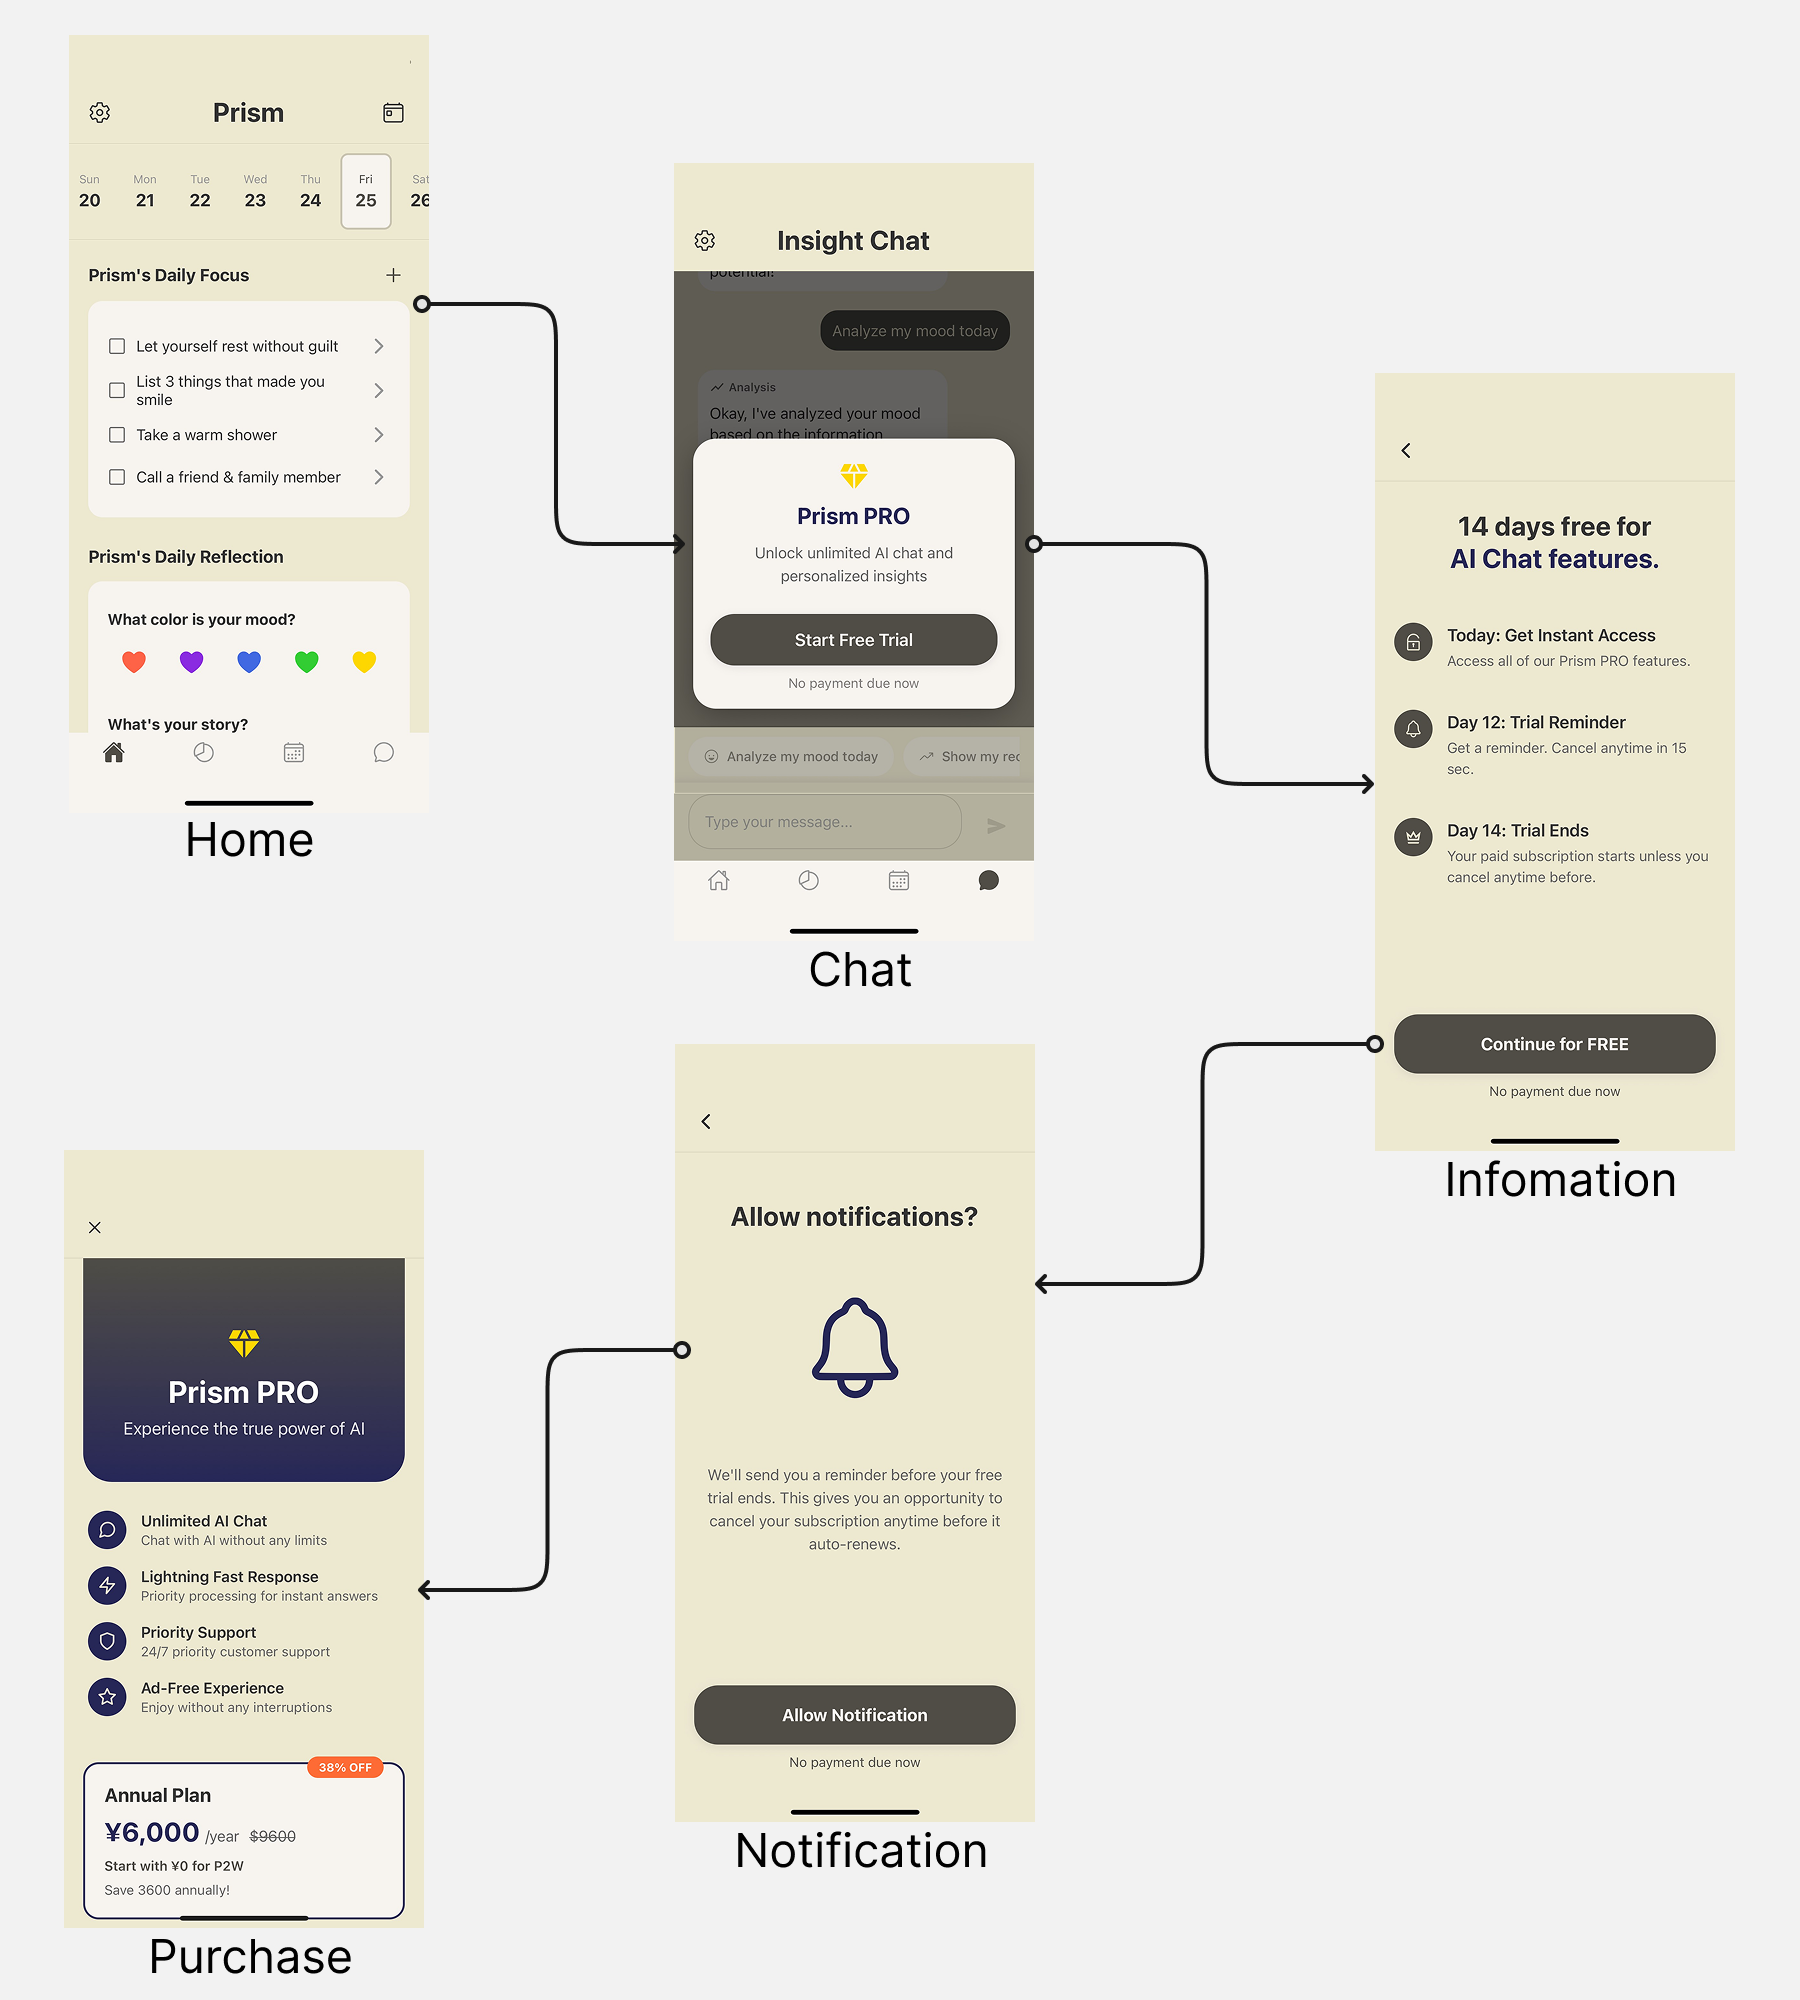 Prism
Sun Mon Tue Wed Thu Fri Sat
20 21 22 23 24 25 26
Prism's Daily Focus
Let yourself rest without guilt
List 3 things that made you
smile
Take a warm shower
Call a friend & family member
Prism's Daily Reflection
What color is your mood?
What's your story?
Home
Insight Chat
potential!
Analyze my mood today
Analysis
Okay, I've analyzed your mood
based on the information
Prism PRO
Unlock unlimited AI chat and
personalized insights
Start Free Trial
No payment due now
Analyze my mood today
Show my rec
Type your message...
Chat
14 days free for
AI Chat features.
Today: Get Instant Access
Access all of our Prism PRO features.
Day 12: Trial Reminder
Get a reminder. Cancel anytime in 15
sec.
Day 14: Trial Ends
Your paid subscription starts unless you
cancel anytime before.
Continue for FREE
No payment due now
Infomation
Allow notifications?
We'll send you a reminder before your free
trial ends. This gives you an opportunity to
cancel your subscription anytime before it
auto-renews.
Allow Notification
No payment due now
Notification
Prism PRO
Experience the true power of AI
Unlimited AI Chat
Chat with AI without any limits
Lightning Fast Response
Priority processing for instant answers
Priority Support
24/7 priority customer support
Ad-Free Experience
Enjoy without any interruptions
38% OFF
Annual Plan
¥6,000 /year $9600
Start with ¥0 for P2W
Save 3600 annually!
Purchase